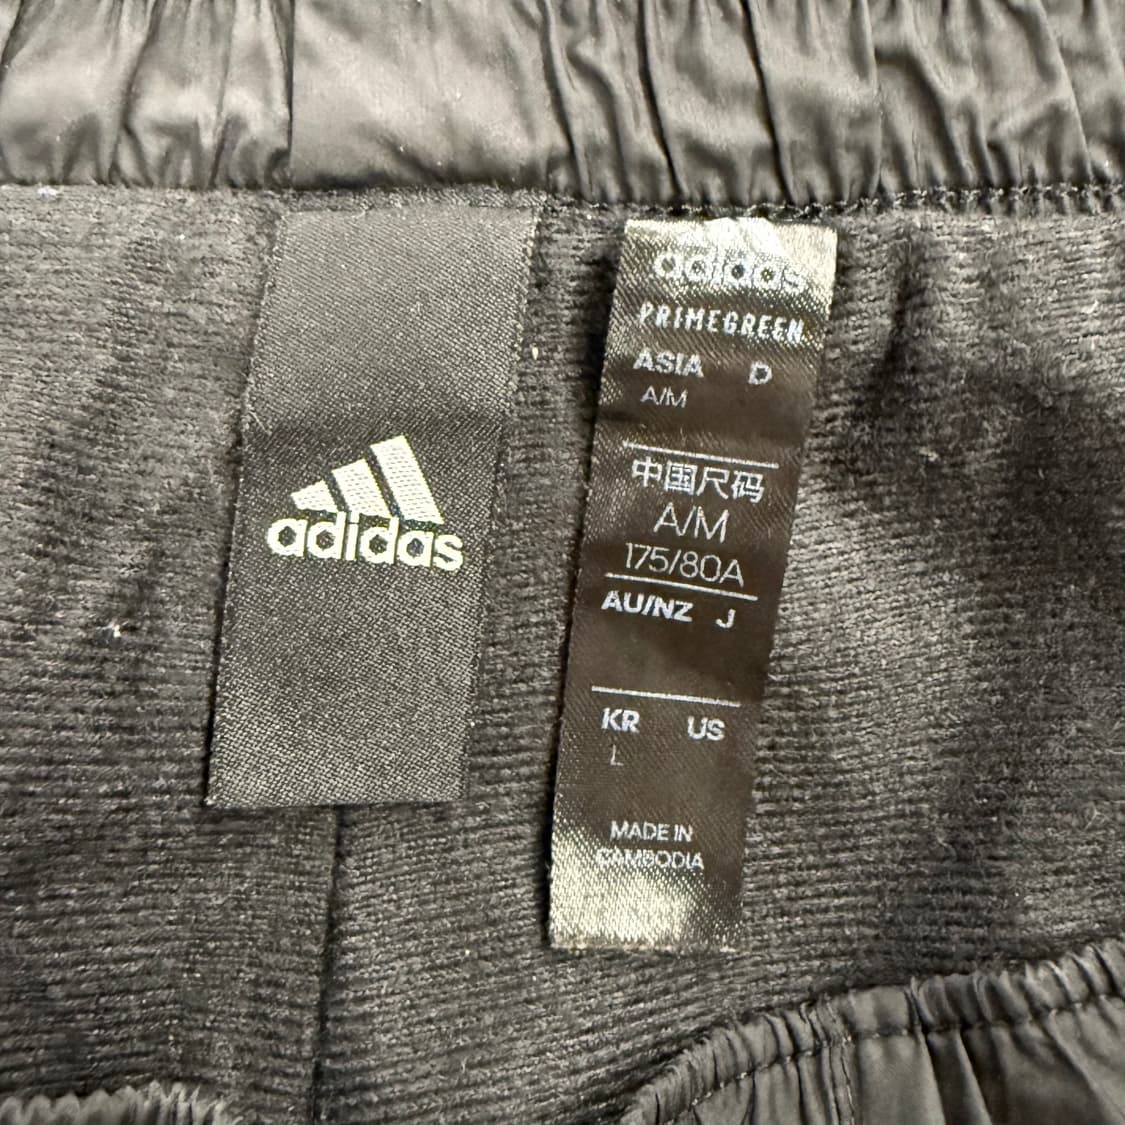 adidas
adidas
PRIMEGREEN
ASIA D
A/M
中国尺码
A/M
175/80A
AU/NZ J
KR US
L
MADE IN
CAMBODIA